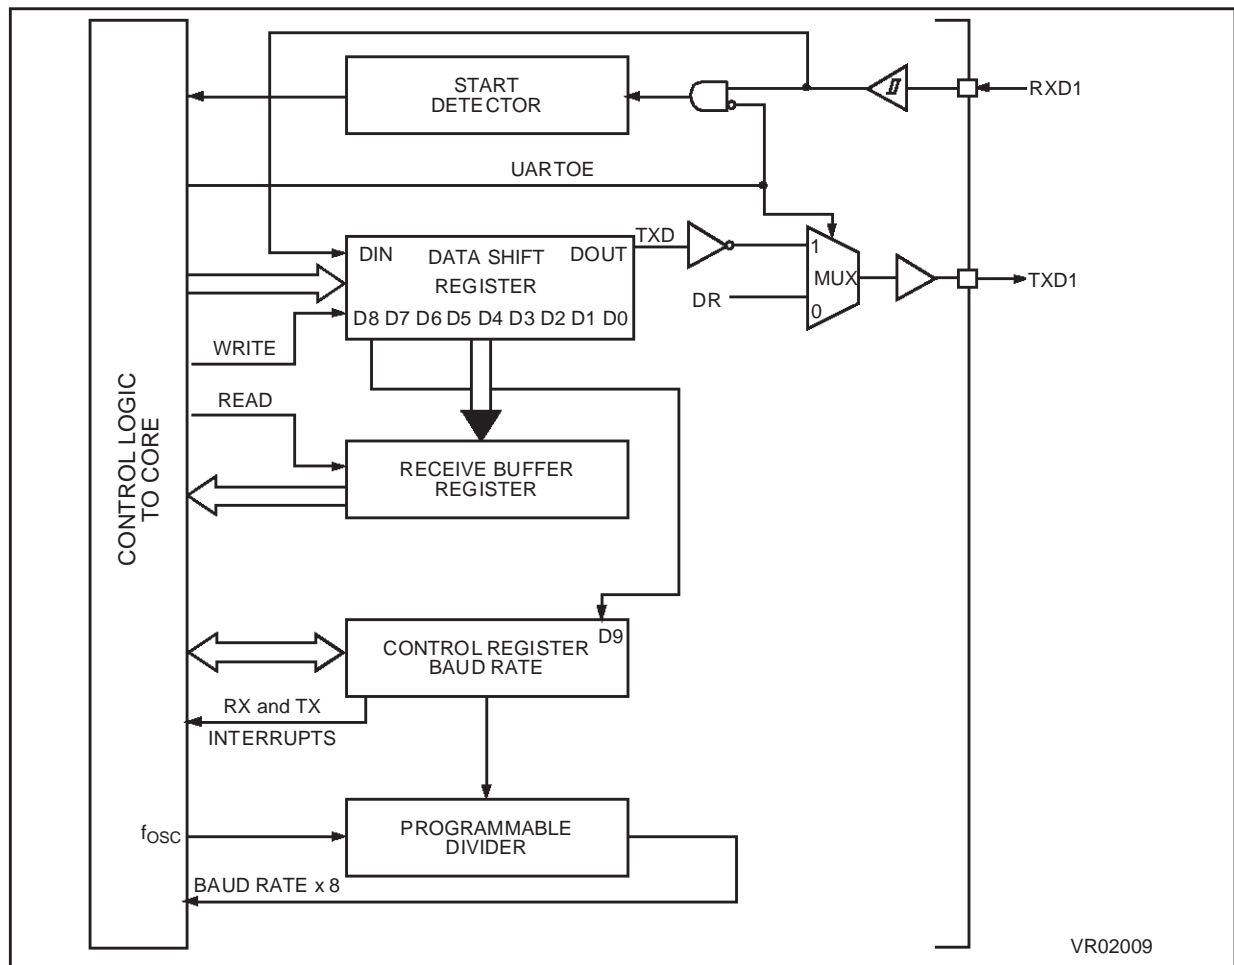 START
DETECTOR
RXD1
UARTOE
TXD
DIN DATA SHIFT DOUT
REGISTER
D8 D7 D6 D5 D4 D3 D2 D1 D0
1
MUX
0
DR
TXD1
WRITE
READ
CONTROL LOGIC
TO CORE
RECEIVE BUFFER
REGISTER
D9
CONTROL REGISTER
BAUD RATE
RX and TX
INTERRUPTS
fOSC
PROGRAMMABLE
DIVIDER
BAUD RATE x 8
VR02009